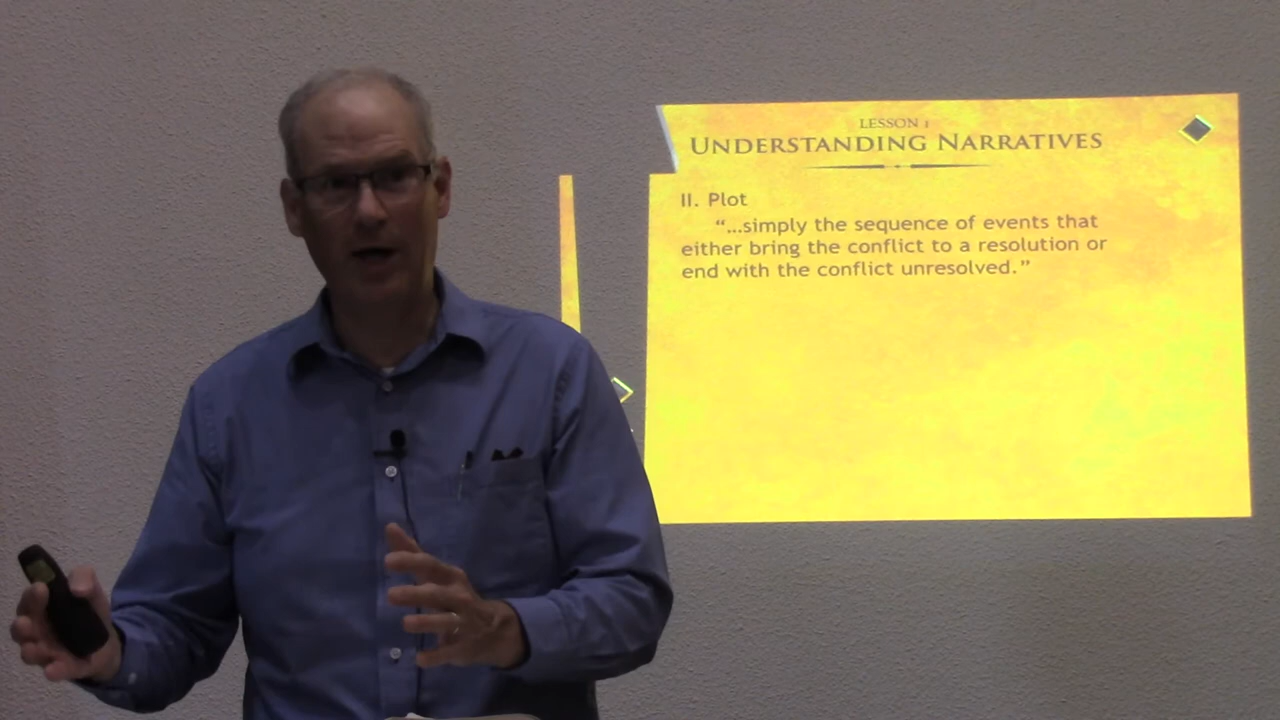 LESSON 1
UNDERSTANDING NARRATIVES
II. Plot
“...simply the sequence of events that
either bring the conflict to a resolution or
end with the conflict unresolved.”